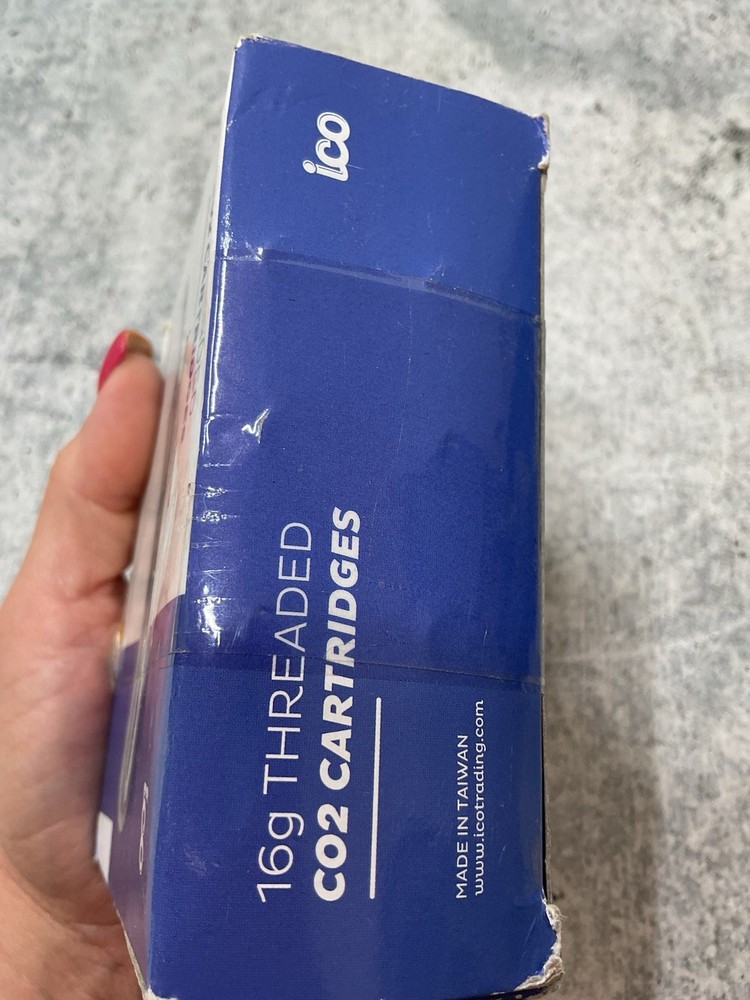 ico
16g THREADED
CO2 CARTRIDGES
MADE IN TAIWAN
www.icotrading.com